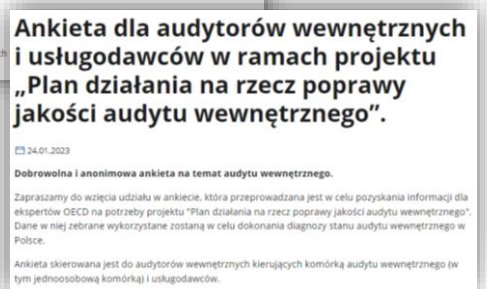 Ankieta dla audytorów wewnętrznych
i usługodawców w ramach projektu
„Plan działania na rzecz poprawy
jakości audytu wewnętrznego”.
24.01.2023
Dobrowolna i anonimowa ankieta na temat audytu wewnętrznego.
Zapraszamy do wzięcia udziału w ankiecie, która przeprowadzana jest w celu pozyskania informacji dla
ekspertów OECD na potrzeby projektu "Plan działania na rzecz poprawy jakości audytu wewnętrznego".
Dane w niej zebrane wykorzystane zostaną w celu dokonania diagnozy stanu audytu wewnętrznego w
Polsce.
Ankieta skierowana jest do audytorów wewnętrznych kierujących komórką audytu wewnętrznego (w
tym jednoosobową komórką) i usługodawców.